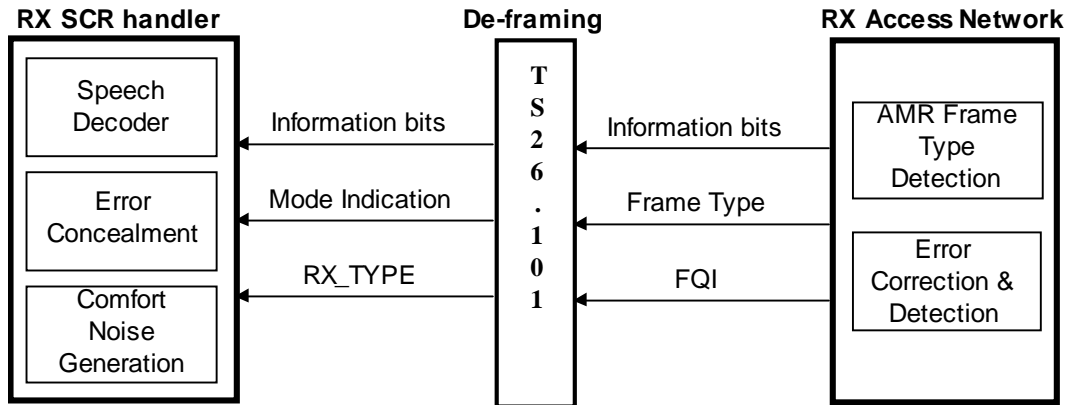 RX SCR handler
De-framing
RX Access Network
Speech
Decoder
Error
Concealment
Comfort
Noise
Generation
Information bits
Mode Indication
RX_TYPE
T
S
2
6
.
1
0
1
Information bits
Frame Type
FQI
AMR Frame
Type
Detection
Error
Correction &
Detection